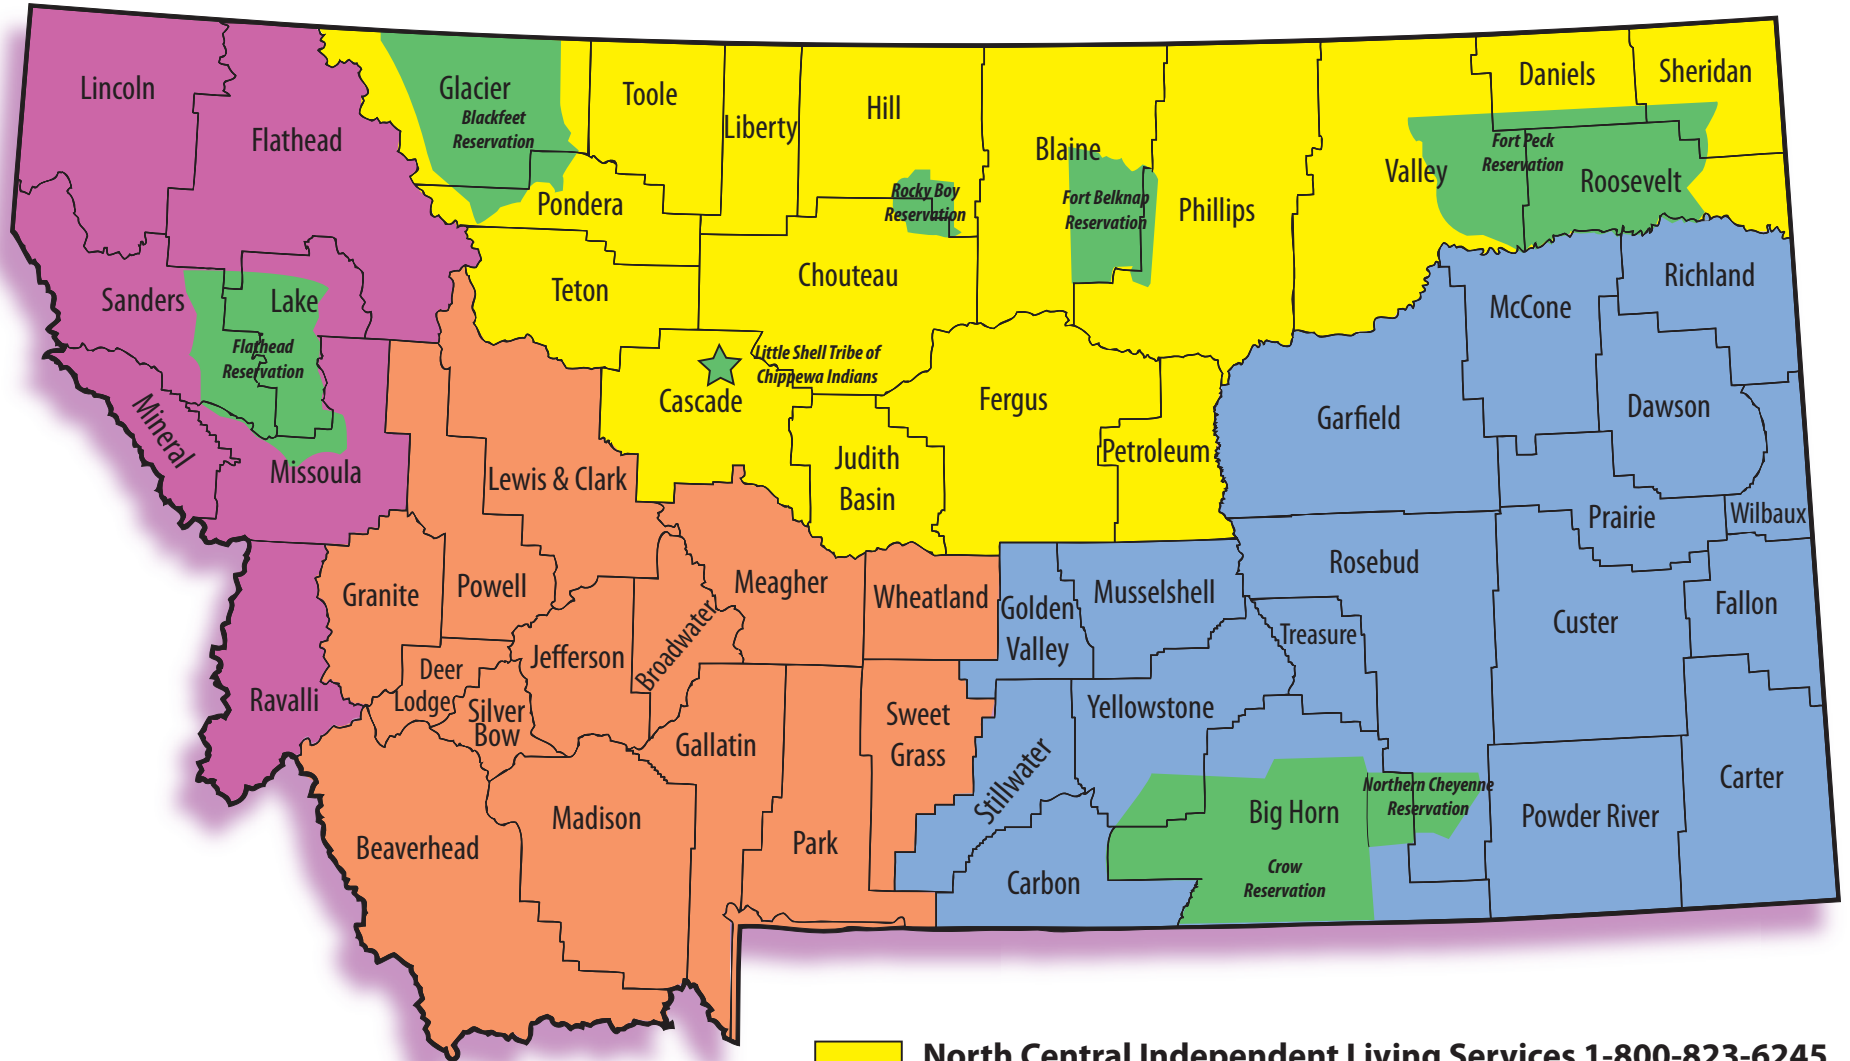 Lincoln
Flathead
Glacier
Blackfeet
Reservation
Toole
Liberty
Hill
Blaine
Phillips
Valley
Daniels
Sheridan
Fort Peck
Reservation
Roosevelt
Pondera
Rocky Boy
Reservation
Fort Belknap
Reservation
Teton
Chouteau
Sanders
Lake
Flathead
Reservation
McCone
Richland
Little Shell Tribe of
Chippewa Indians
Cascade
Fergus
Garfield
Dawson
Mineral
Missoula
Lewis & Clark
Judith
Basin
Petroleum
Prairie
Wilbaux
Granite
Powell
Meagher
Wheatland
Golden
Valley
Musselshell
Rosebud
Treasure
Custer
Fallon
Deer
Lodge
Jefferson
Broadwater
Ravalli
Silver
Bow
Gallatin
Sweet
Grass
Yellowstone
Stillwater
Beaverhead
Madison
Park
Carbon
Big Horn
Crow
Reservation
Northern Cheyenne
Reservation
Powder River
Carter
North Central Independent Living Services 1-800-823-6245